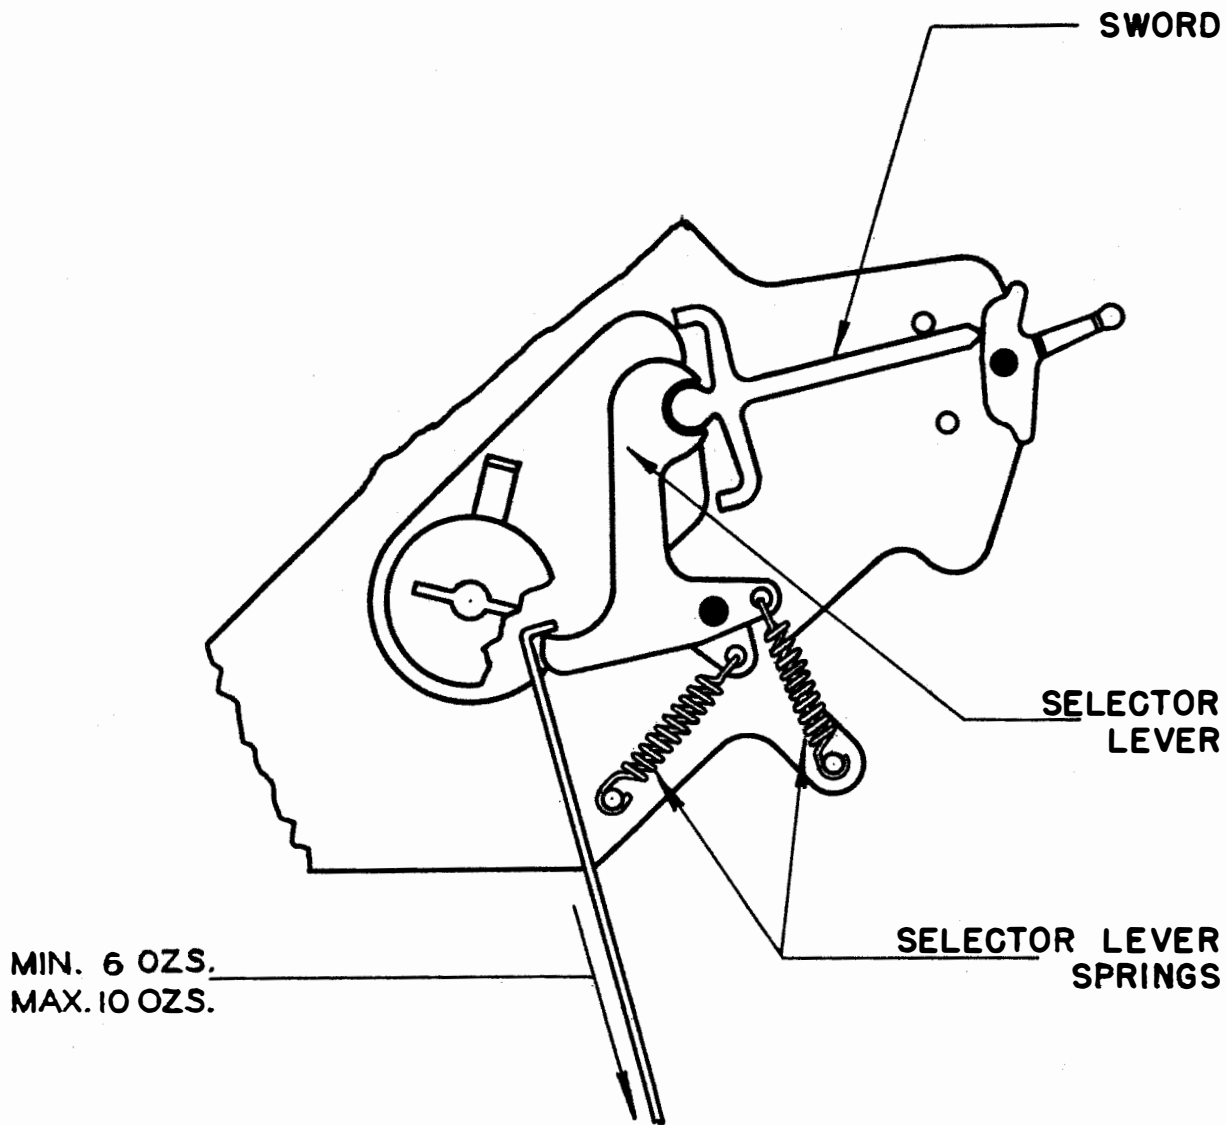 SWORD
SELECTOR
LEVER
SELECTOR LEVER
SPRINGS
MIN. 6 OZS.
MAX. 10 OZS.